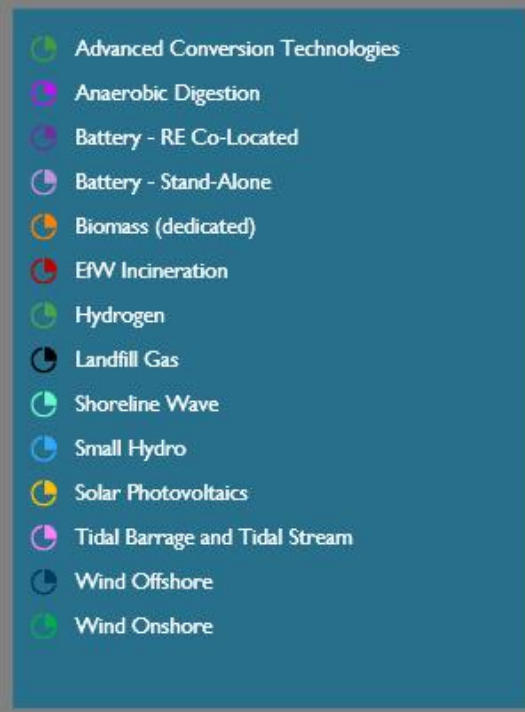 Advanced Conversion Technologies
Anaerobic Digestion
Battery - RE Co-Located
Battery - Stand-Alone
Biomass (dedicated)
EfW Incineration
Hydrogen
Landfill Gas
Shoreline Wave
Small Hydro
Solar Photovoltaics
Tidal Barrage and Tidal Stream
Wind Offshore
Wind Onshore